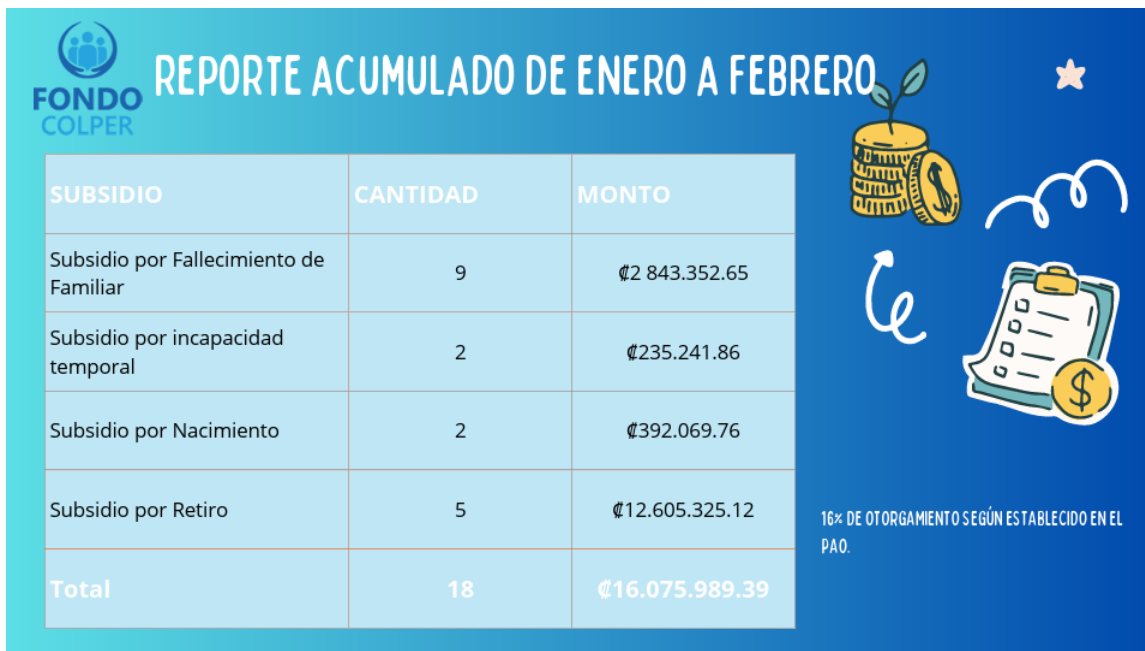 FONDO
COLPER
REPORTE ACUMULADO DE ENERO A FEBRERO
SUBSIDIO CANTIDAD MONTO
Subsidio por Fallecimiento de
Familiar
9 ₡2 843.352.65
Subsidio por incapacidad
temporal
2 ₡235.241.86
Subsidio por Nacimiento 2 ₡392.069.76
Subsidio por Retiro 5 ₡12.605.325.12
Total 18 ₡16.075.989.39
16% DE OTORGAMIENTO SEGÚN ESTABLECIDO EN EL
PAO.